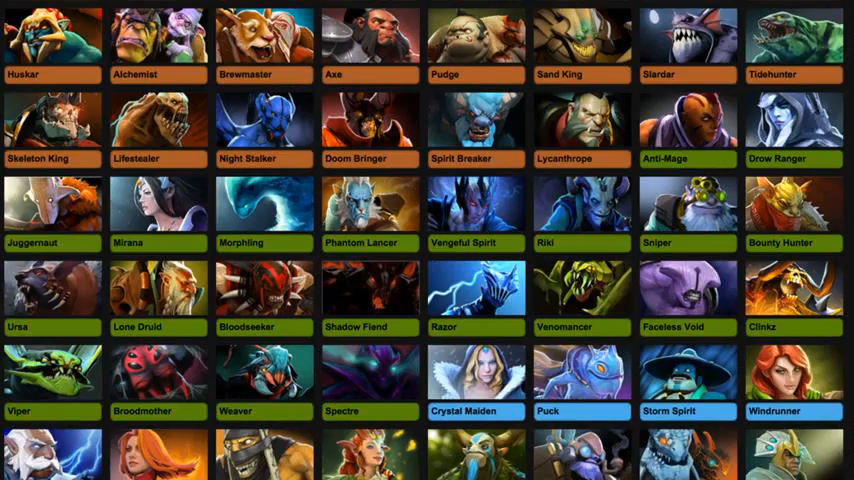 Huskar
Alchemist
Brewmaster
Axe
Pudge
Sand King
Slardar
Tidehunter
Skeleton King
Lifestealer
Night Stalker
Doom Bringer
Spirit Breaker
Lycanthrope
Anti-Mage
Drow Ranger
Juggernaut
Mirana
Morphling
Phantom Lancer
Vengeful Spirit
Riki
Sniper
Bounty Hunter
Ursa
Lone Druid
Bloodseeker
Shadow Fiend
Razor
Venomancer
Faceless Void
Clinkz
Viper
Broodmother
Weaver
Spectre
Crystal Maiden
Puck
Storm Spirit
Windrunner